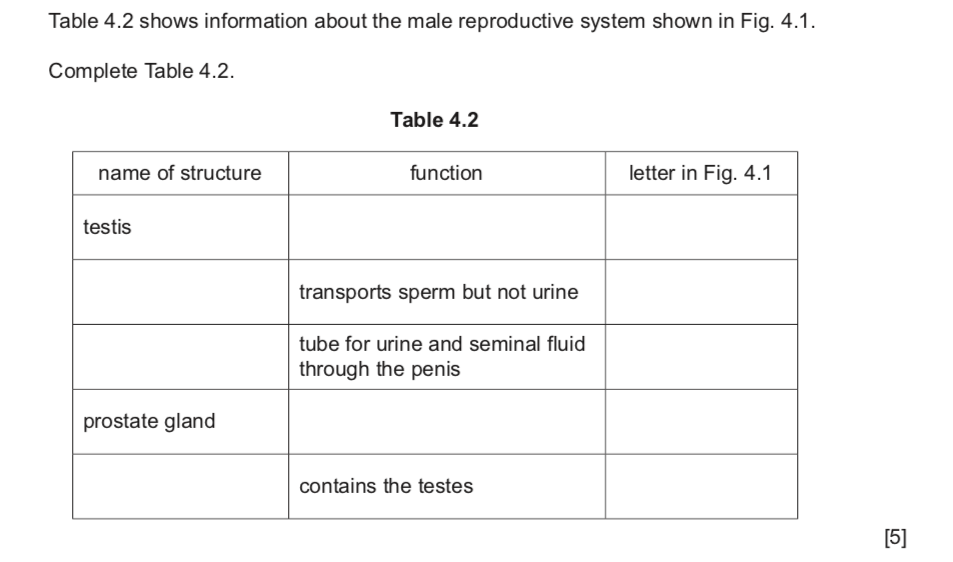 Table 4.2 shows information about the male reproductive system shown in Fig. 4.1.
Complete Table 4.2.
Table 4.2
name of structure function letter in Fig. 4.1
testis
transports sperm but not urine
tube for urine and seminal fluid
through the penis
prostate gland
contains the testes
[5]